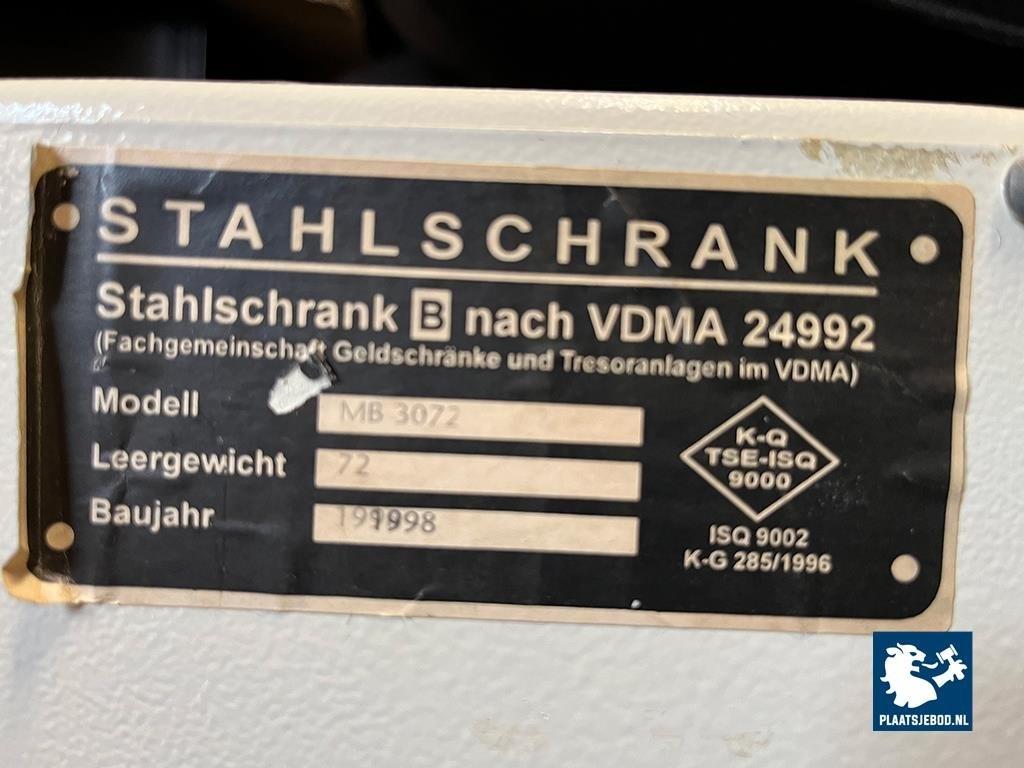 STAHLSCHRANK
Stahlschrank B nach VDMA 24992
(Fachgemeinschaft Geldschränke und Tresoranlagen im VDMA)
Modell MB 3072
Leergewicht 72
Baujahr 191998
K-Q
TSE-ISQ
9000
ISQ 9002
K-G 285/1996
PLAATSJEBOD.NL